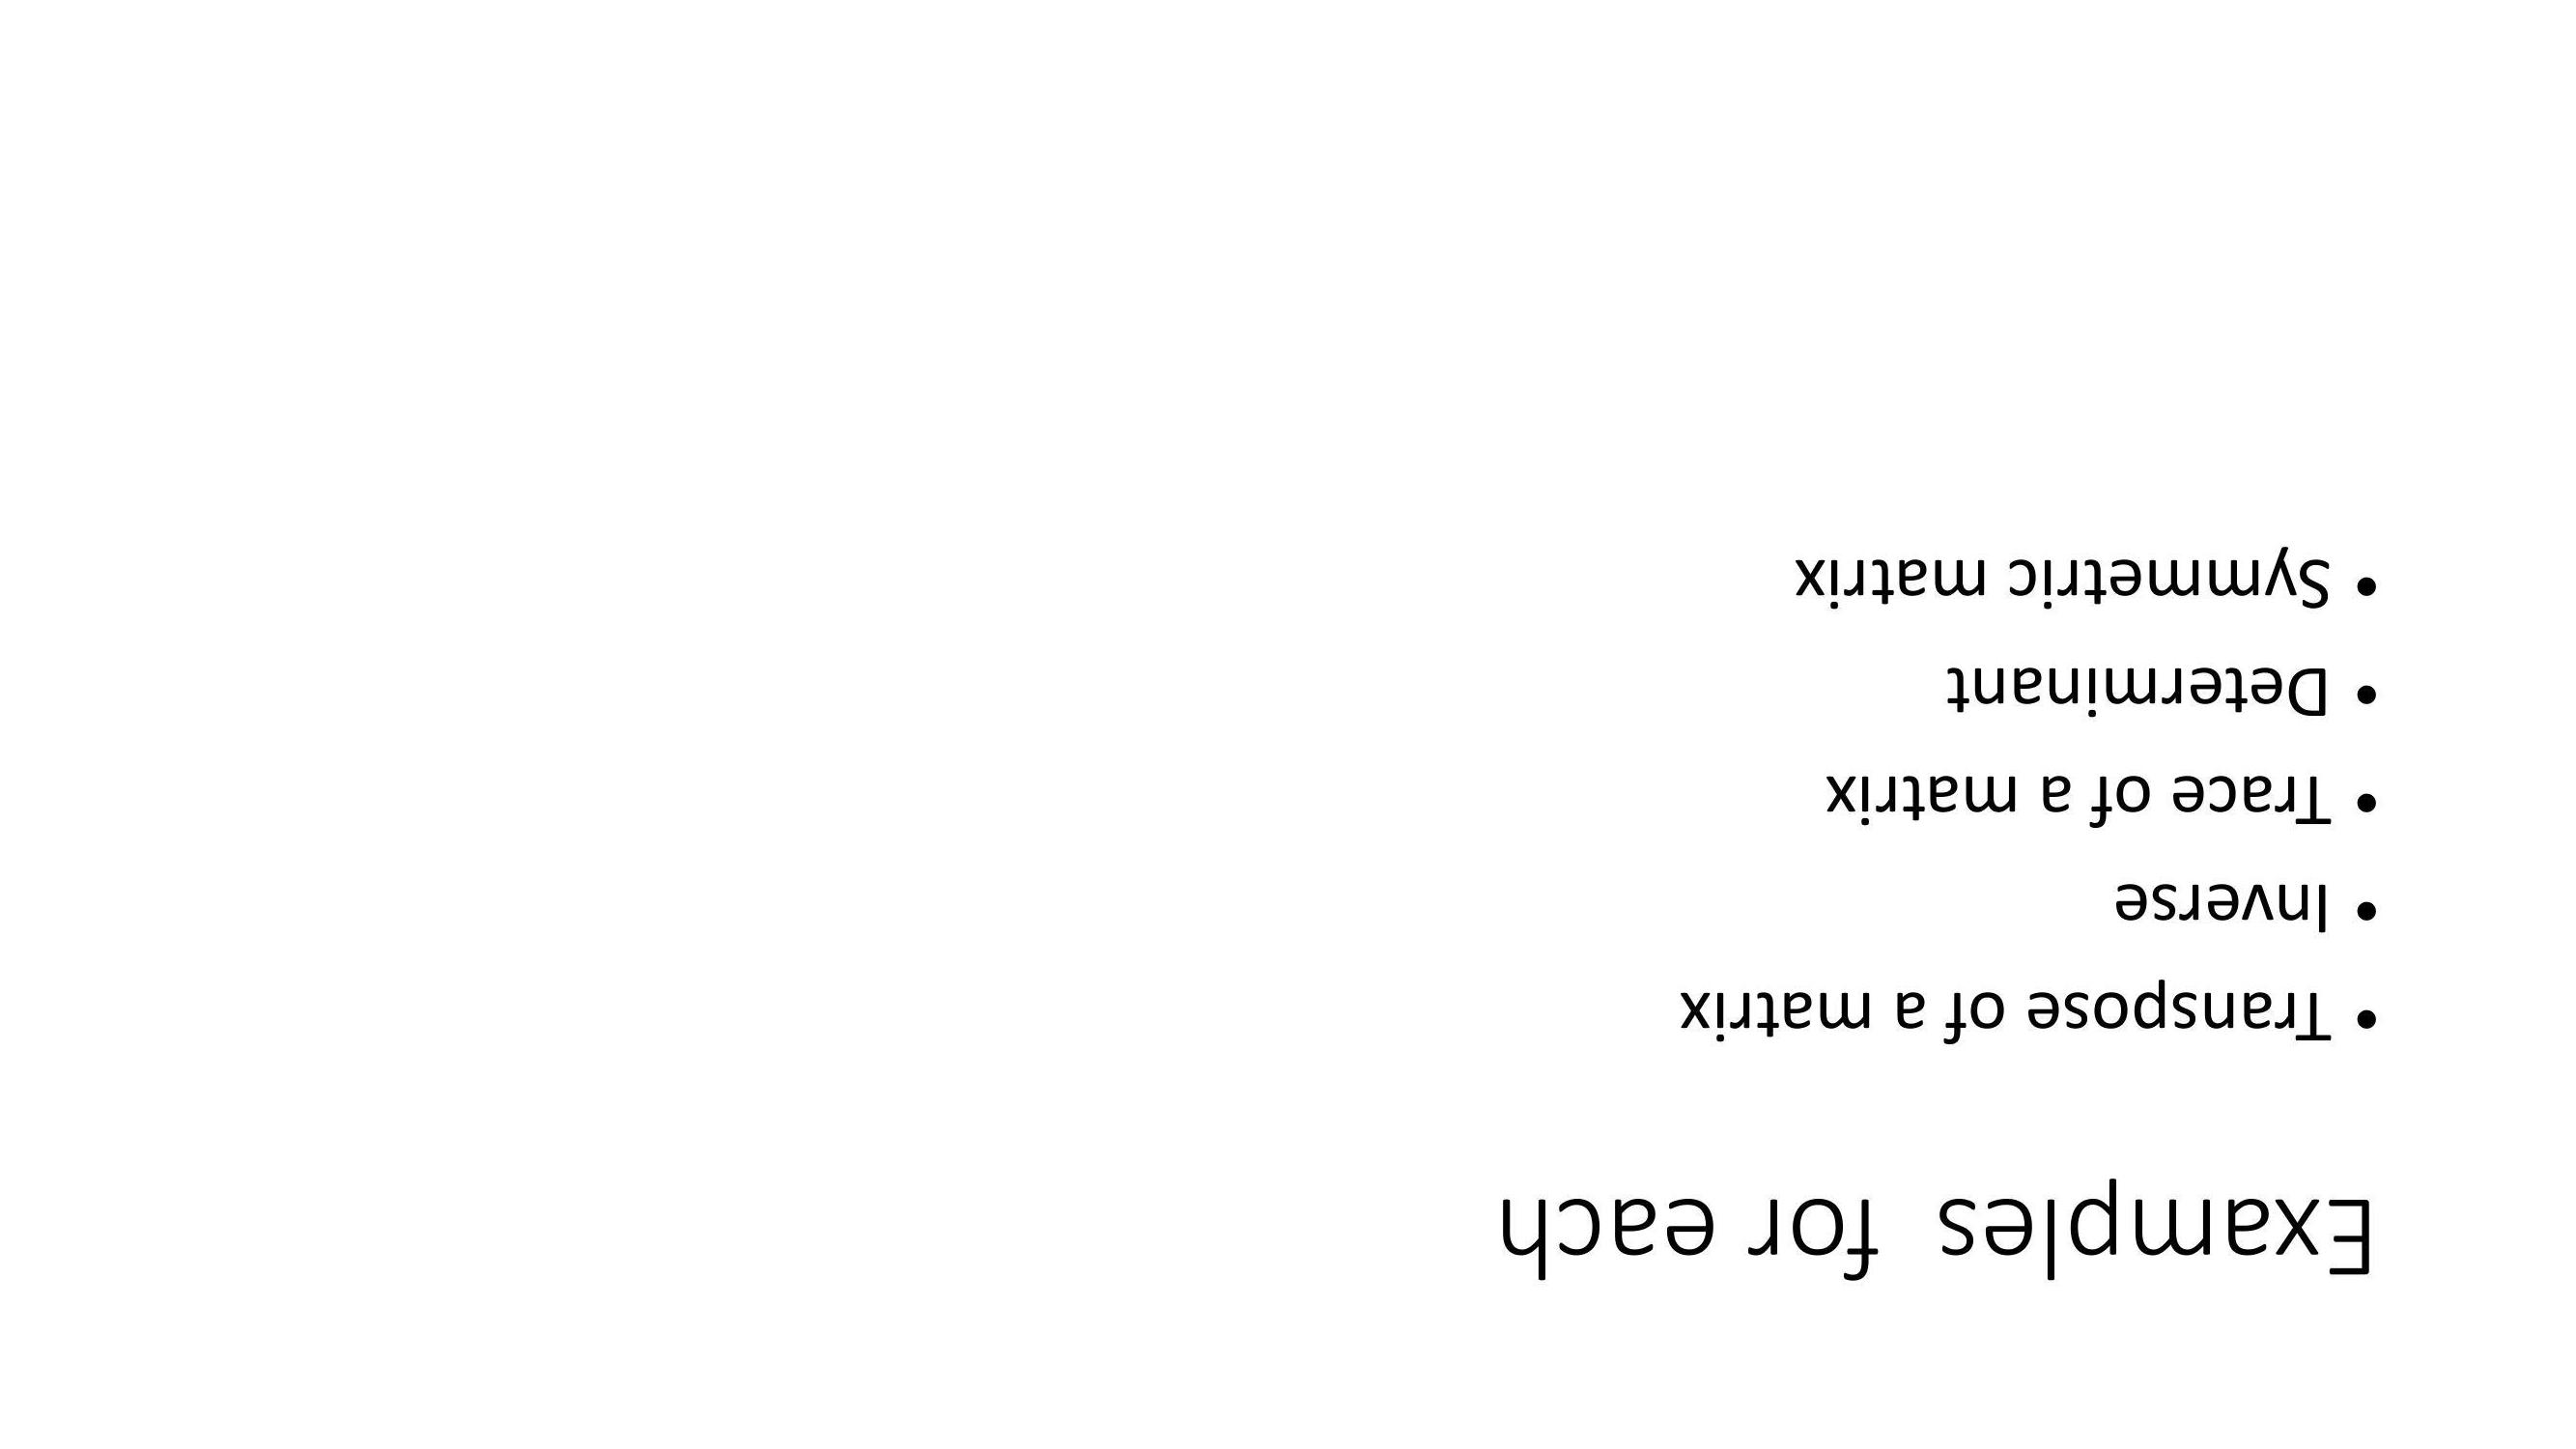 Examples  for each
• Transpose of a matrix
• Inverse
• Trace of a matrix
• Determinant
• Symmetric matrix